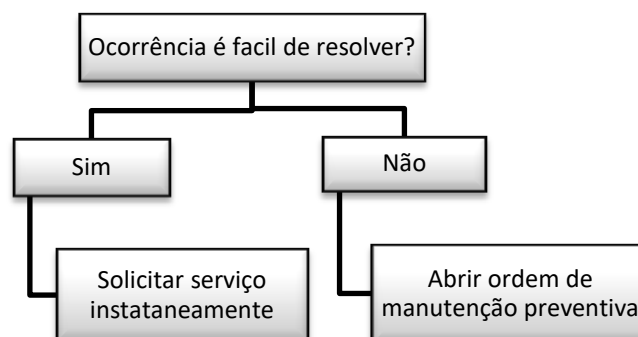 Ocorrência é facil de resolver?
Sim
Não
Solicitar serviço
instataneamente
Abrir ordem de
manutenção preventiva